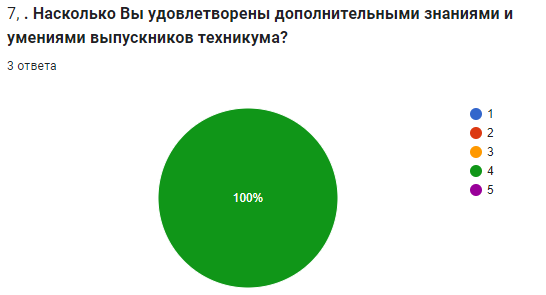 7, . Насколько Вы удовлетворены дополнительными знаниями и
умениями выпускников техникума?
3 ответа
100%
1
2
3
4
5